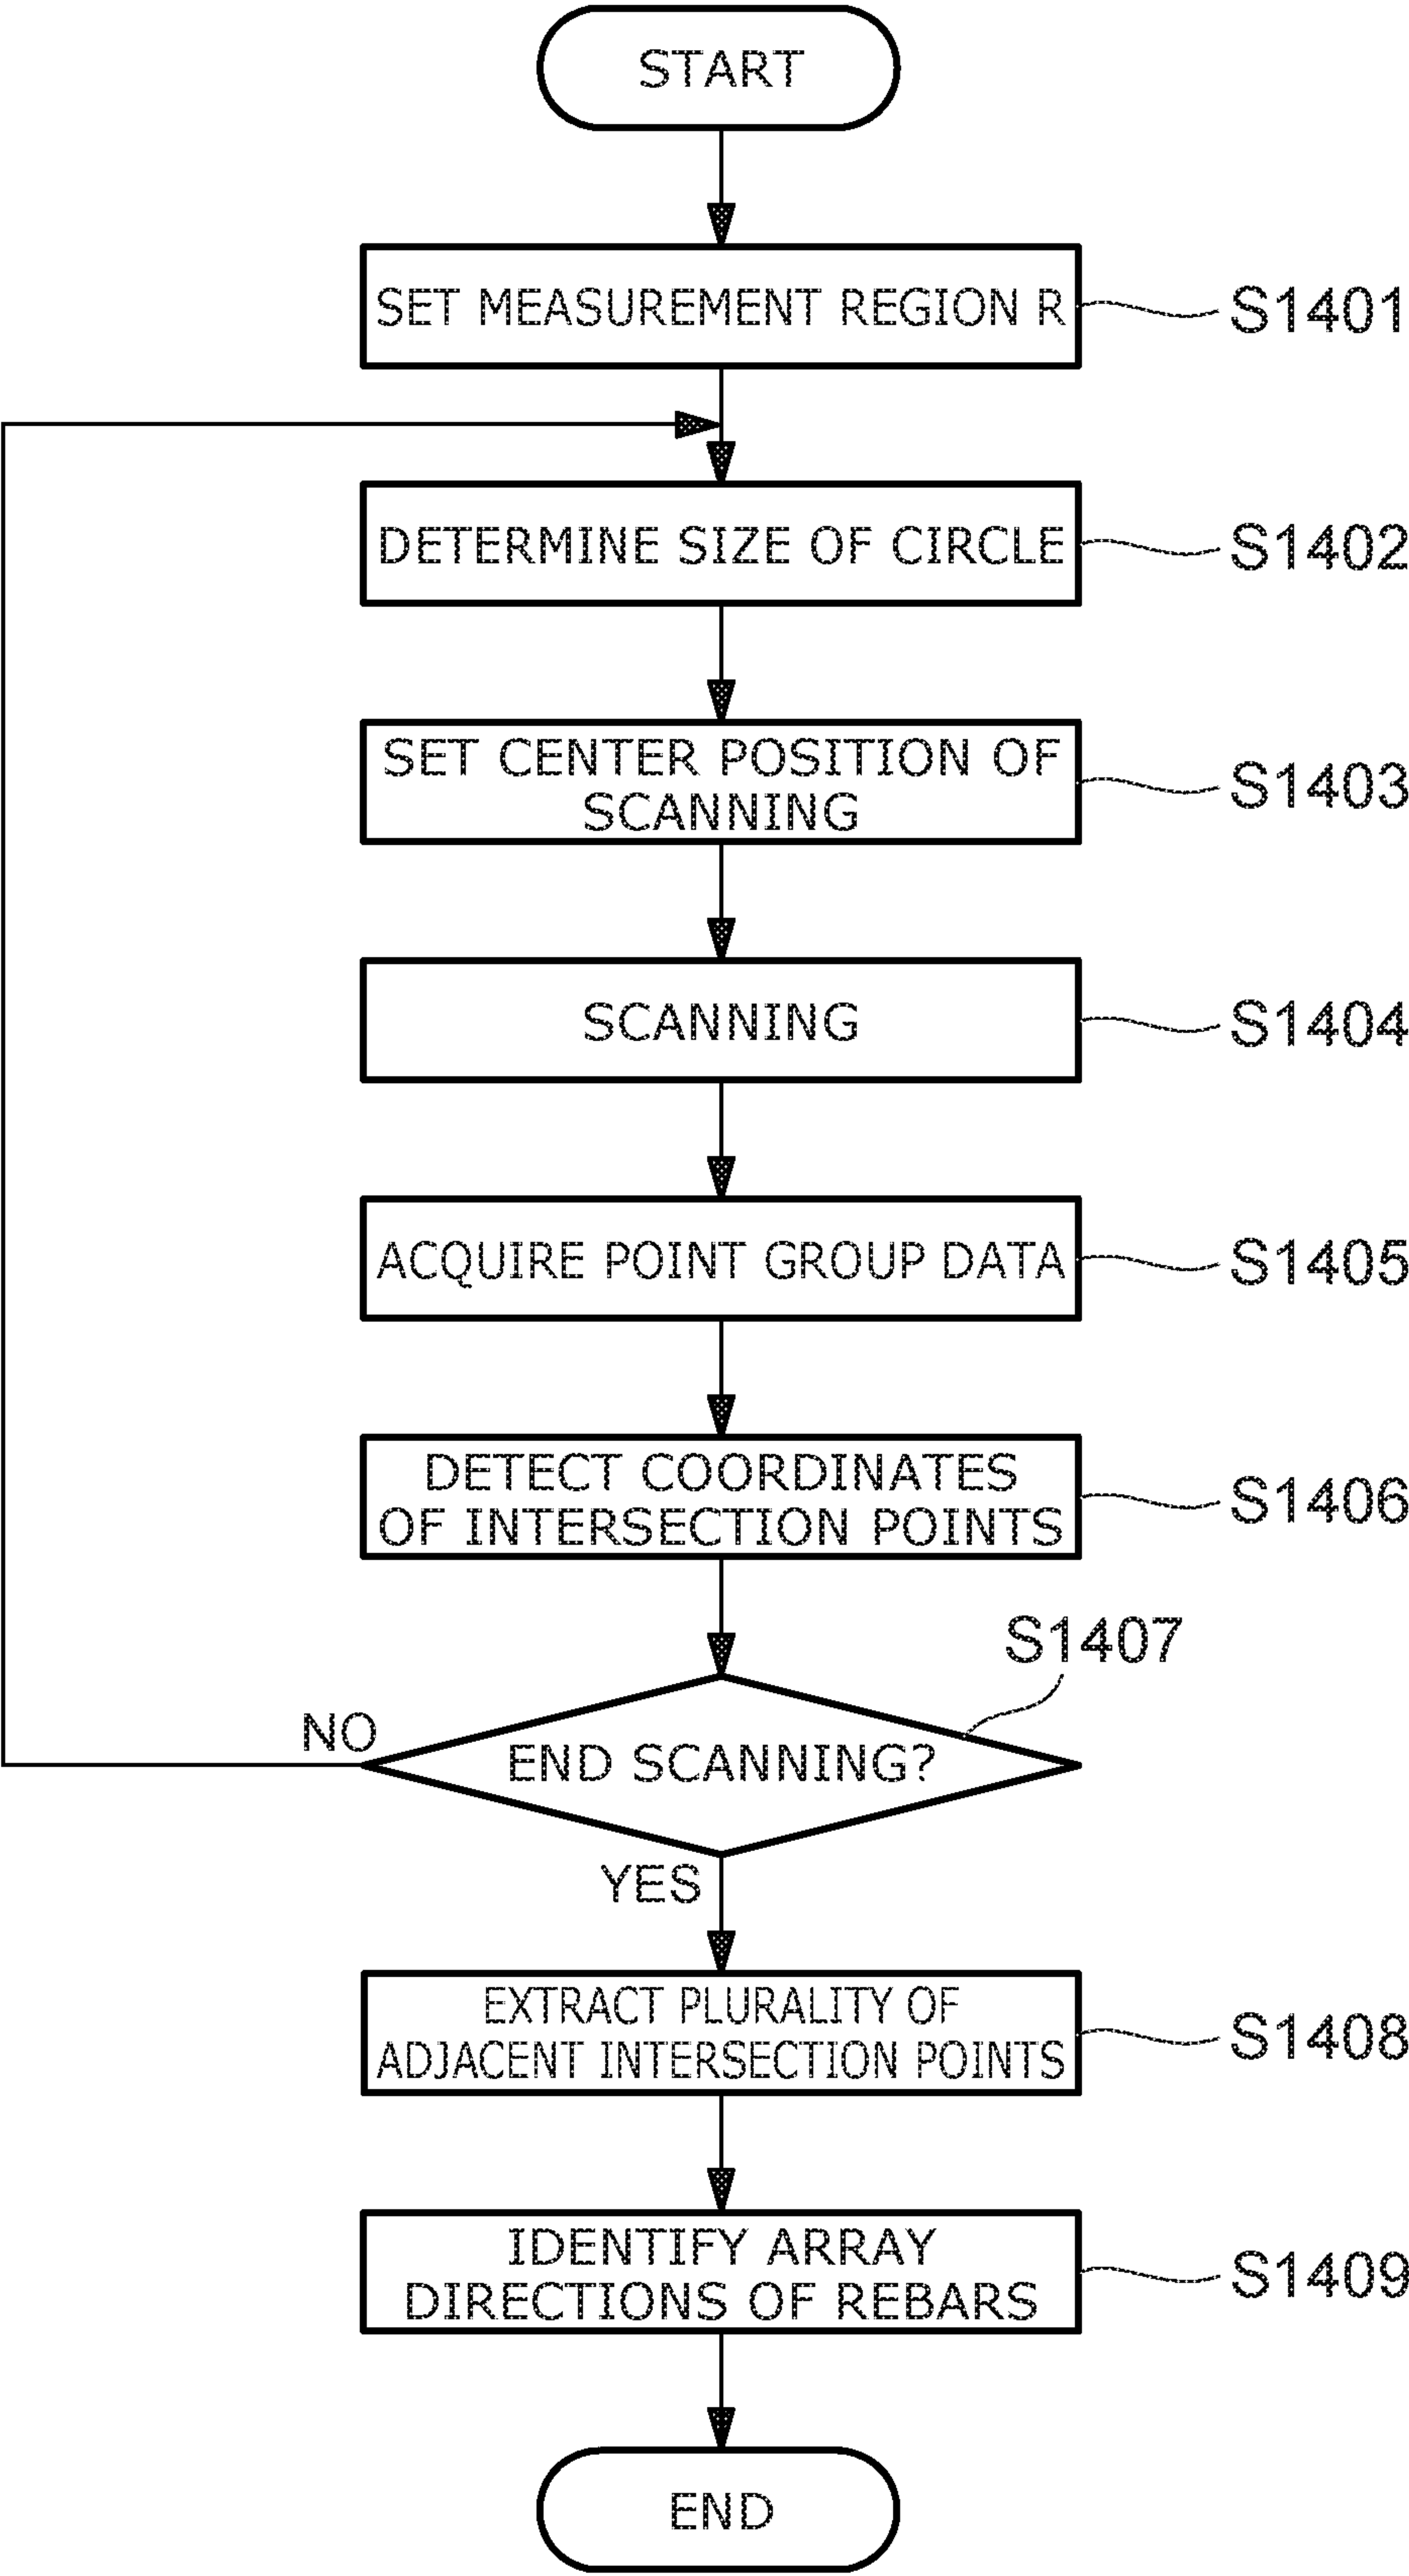 START
SET MEASUREMENT REGION R
S1401
DETERMINE SIZE OF CIRCLE
S1402
SET CENTER POSITION OF
SCANNING
S1403
SCANNING
S1404
ACQUIRE POINT GROUP DATA
S1405
DETECT COORDINATES
OF INTERSECTION POINTS
S1406
S1407
NO
END SCANNING?
YES
EXTRACT PLURALITY OF
ADJACENT INTERSECTION POINTS
S1408
IDENTIFY ARRAY
DIRECTIONS OF REBARS
S1409
END